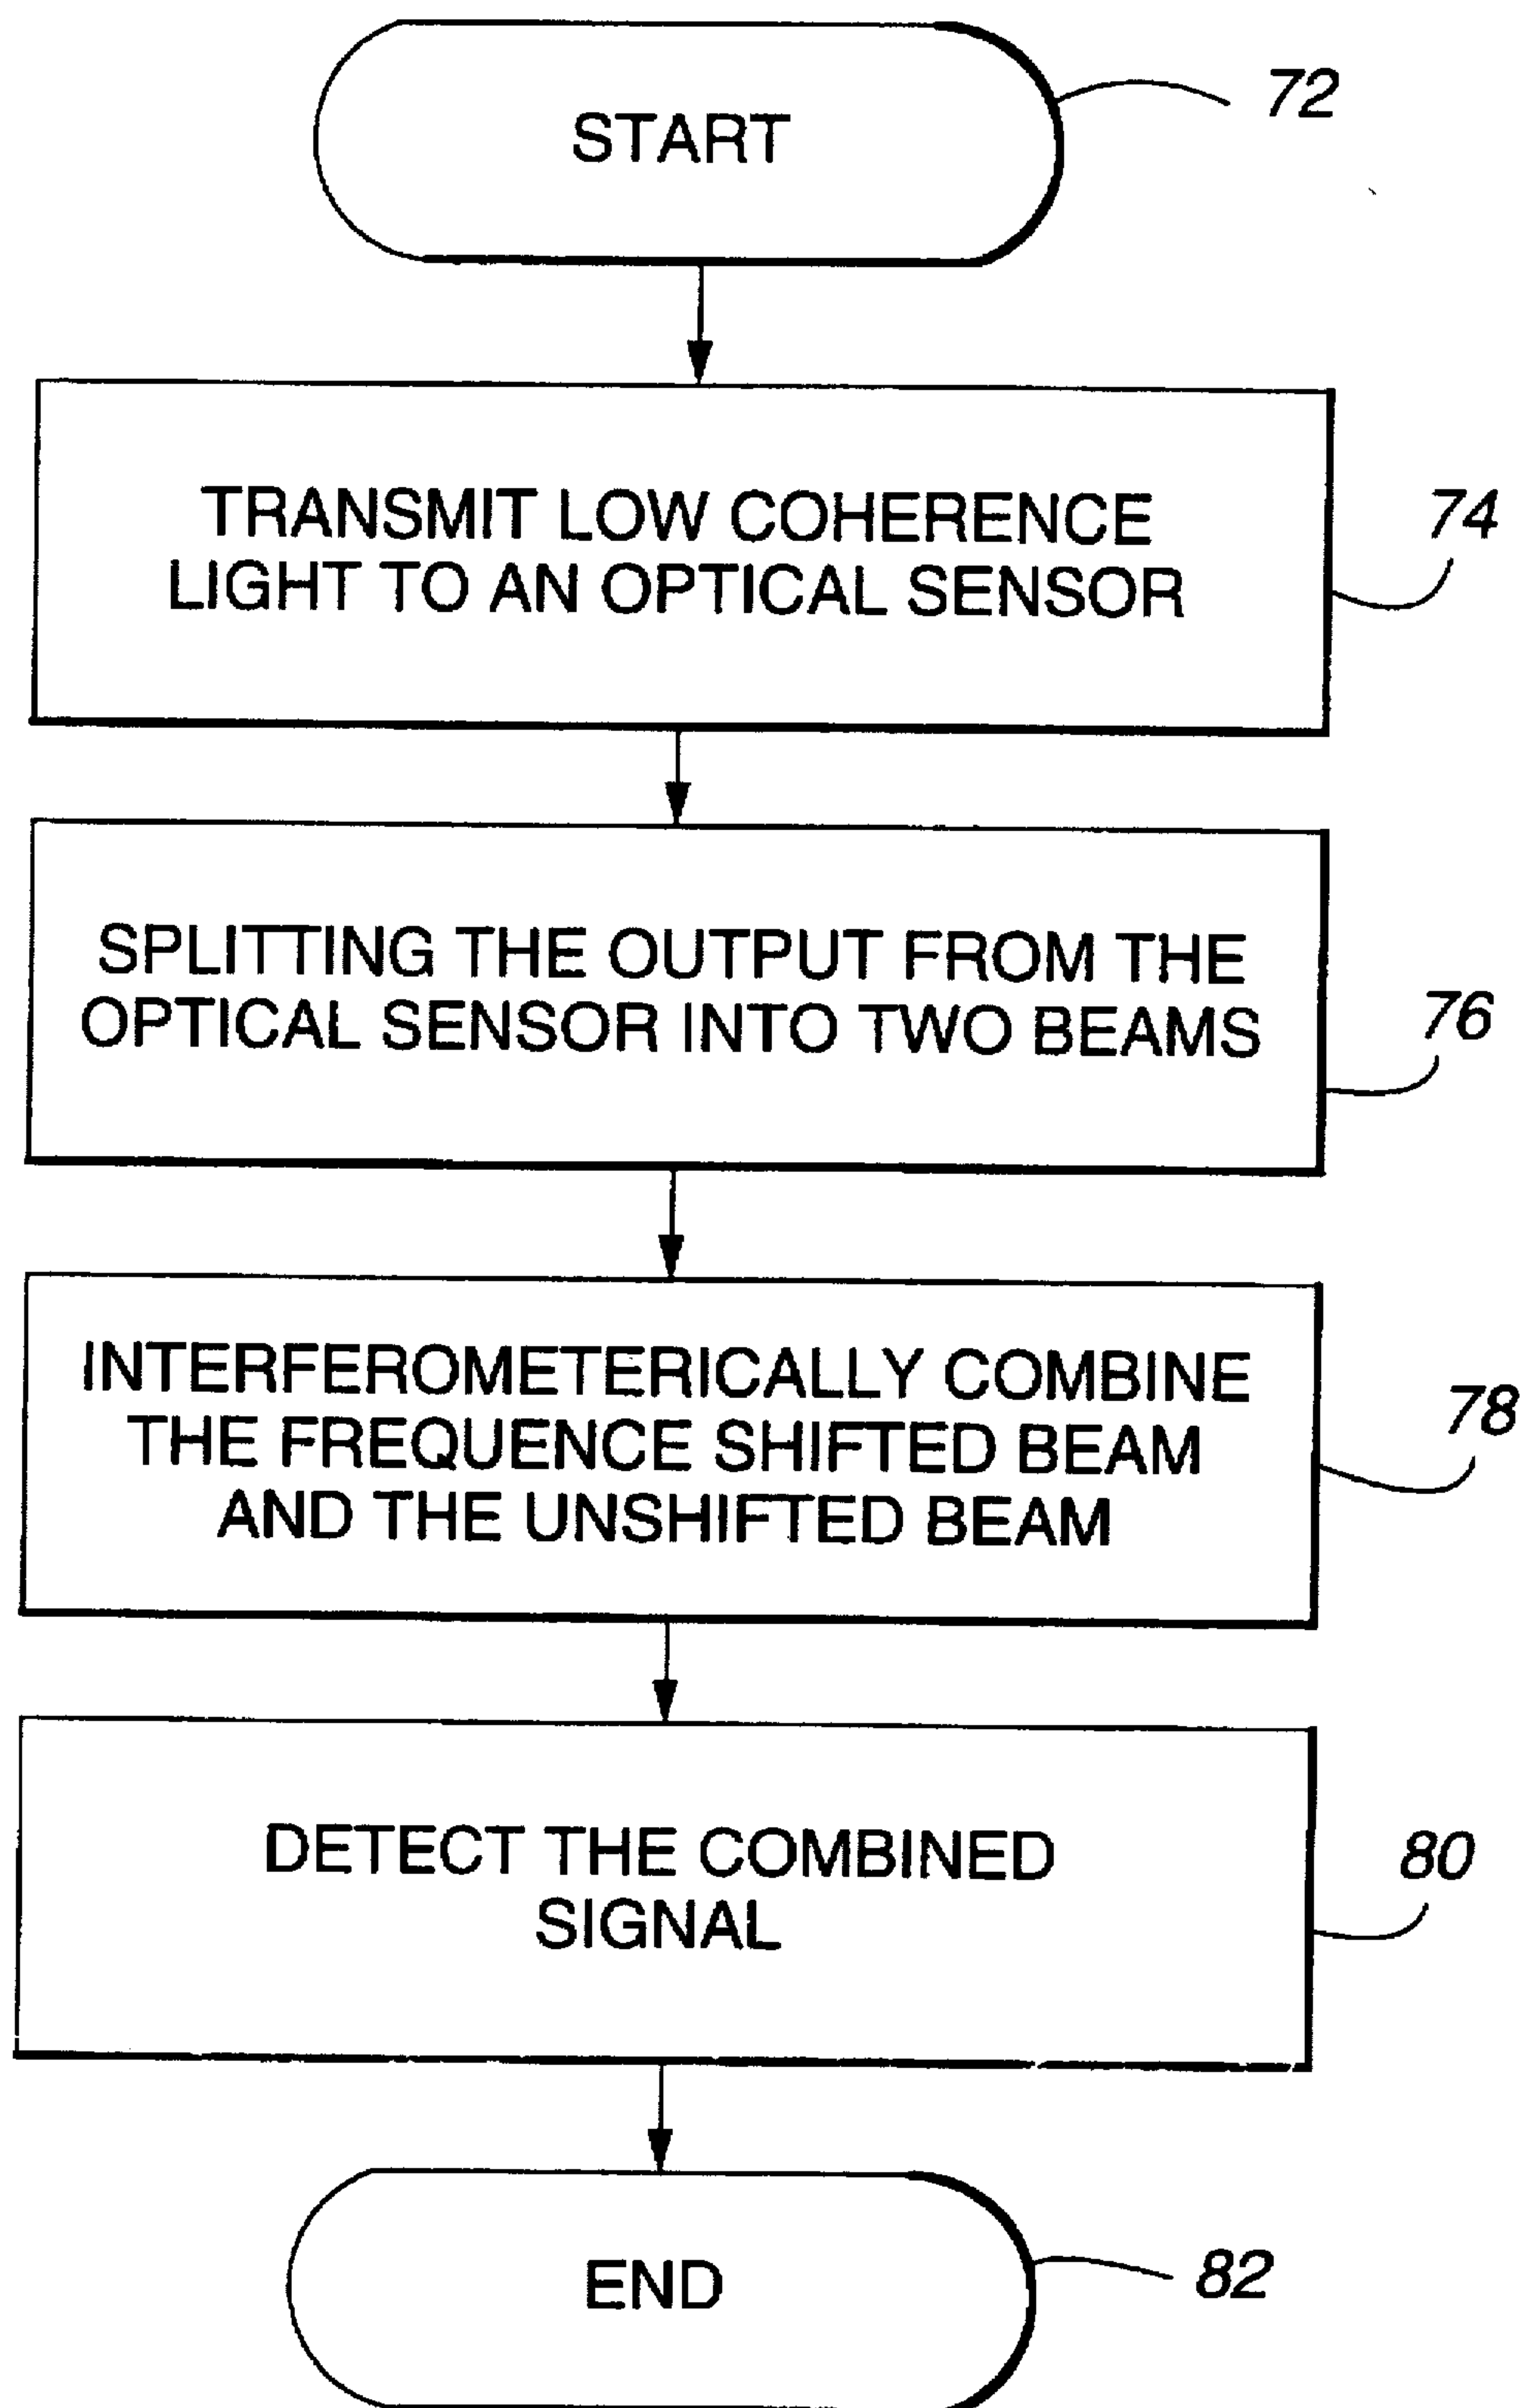 START
72
TRANSMIT LOW COHERENCE
LIGHT TO AN OPTICAL SENSOR
74
SPLITTING THE OUTPUT FROM THE
OPTICAL SENSOR INTO TWO BEAMS
76
INTERFEROMETERICALLY COMBINE
THE FREQUENCE SHIFTED BEAM
AND THE UNSHIFTED BEAM
78
DETECT THE COMBINED
SIGNAL
80
END
82